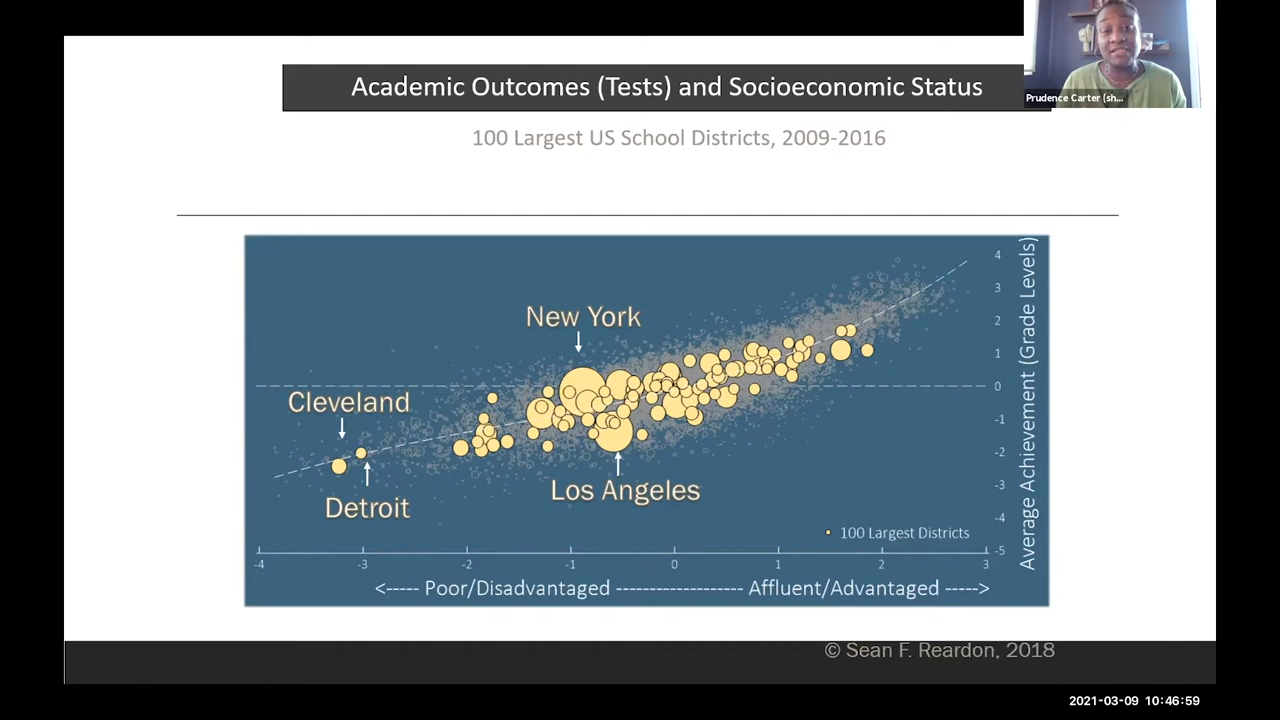 Academic Outcomes (Tests) and Socioeconomic Status
Prudence Carter (sh...
100 Largest US School Districts, 2009-2016
New York
Cleveland
Detroit
Los Angeles
4
3
2
1
0
-1
-2
-3
-4
-5
Average Achievement (Grade Levels)
100 Largest Districts
-4 -3 -2 -1 0 1 2 3
<----- Poor/Disadvantaged ------------------- Affluent/Advantaged ----->
© Sean F. Reardon, 2018
2021-03-09 10:46:59